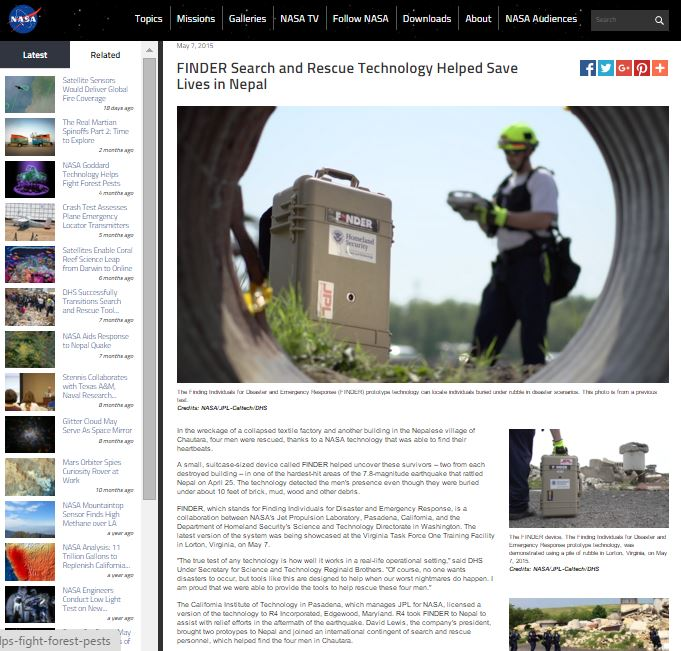 NASA
Topics Missions Galleries NASA TV Follow NASA Downloads About NASA Audiences Search
Latest Related
Satellite Sensors
Would Deliver Global
Fire Coverage
18 days ago
The Real Martian
Spinoffs Part 2: Time
to Explore
2 months ago
NASA Goddard
Technology Helps
Fight Forest Pests
4 months ago
Crash Test Assesses
Plane Emergency
Locator Transmitters
5 months ago
Satellites Enable Coral
Reef Science Leap
from Darwin to Online
6 months ago
DHS Successfully
Transitions Search
and Rescue Tool...
7 months ago
NASA Aids Response
to Nepal Quake
7 months ago
Stennis Collaborates
with Texas A&M,
Naval Research...
8 months ago
Glitter Cloud May
Serve As Space Mirror
8 months ago
Mars Orbiter Spies
Curiosity Rover at
Work
10 months ago
NASA Mountaintop
Sensor Finds High
Methane over LA
a year ago
NASA Analysis: 11
Trillion Gallons to
Replenish California...
a year ago
NASA Engineers
Conduct Low Light
Test on New...
a year ago
May
s of
lps-fight-forest-pests
May 7, 2015
FINDER Search and Rescue Technology Helped Save
Lives in Nepal
FINDER
Homeland
Security
JPL
The Finding Individuals for Disaster and Emergency Response (FINDER) prototype technology can locate individuals buried under rubble in disaster scenarios. This photo is from a previous
test.
Credits: NASA/JPL-Caltech/DHS
In the wreckage of a collapsed textile factory and another building in the Nepalese village of
Chautara, four men were rescued, thanks to a NASA technology that was able to find their
heartbeats.
A small, suitcase-sized device called FINDER helped uncover these survivors – two from each
destroyed building – in one of the hardest-hit areas of the 7.8-magnitude earthquake that rattled
Nepal on April 25. The technology detected the men's presence even though they were buried
under about 10 feet of brick, mud, wood and other debris.
FINDER, which stands for Finding Individuals for Disaster and Emergency Response, is a
collaboration between NASA's Jet Propulsion Laboratory, Pasadena, California, and the
Department of Homeland Security's Science and Technology Directorate in Washington. The
latest version of the system was being showcased at the Virginia Task Force One Training Facility
in Lorton, Virginia, on May 7.
"The true test of any technology is how well it works in a real-life operational setting," said DHS
Under Secretary for Science and Technology Reginald Brothers. "Of course, no one wants
disasters to occur, but tools like this are designed to help when our worst nightmares do happen. I
am proud that we were able to provide the tools to help rescue these four men."
The California Institute of Technology in Pasadena, which manages JPL for NASA, licensed a
version of the technology to R4 Incorporated, Edgewood, Maryland. R4 took FINDER to Nepal to
assist with relief efforts in the aftermath of the earthquake. David Lewis, the company's president,
brought two protoypes to Nepal and joined an international contingent of search and rescue
personnel, which helped find the four men in Chautara.
The FINDER device. The Finding Individuals for Disaster and
Emergency Response prototype technology, was
demonstrated using a pile of rubble in Lorton, Virginia, on May
7, 2015.
Credits: NASA/JPL-Caltech/DHS